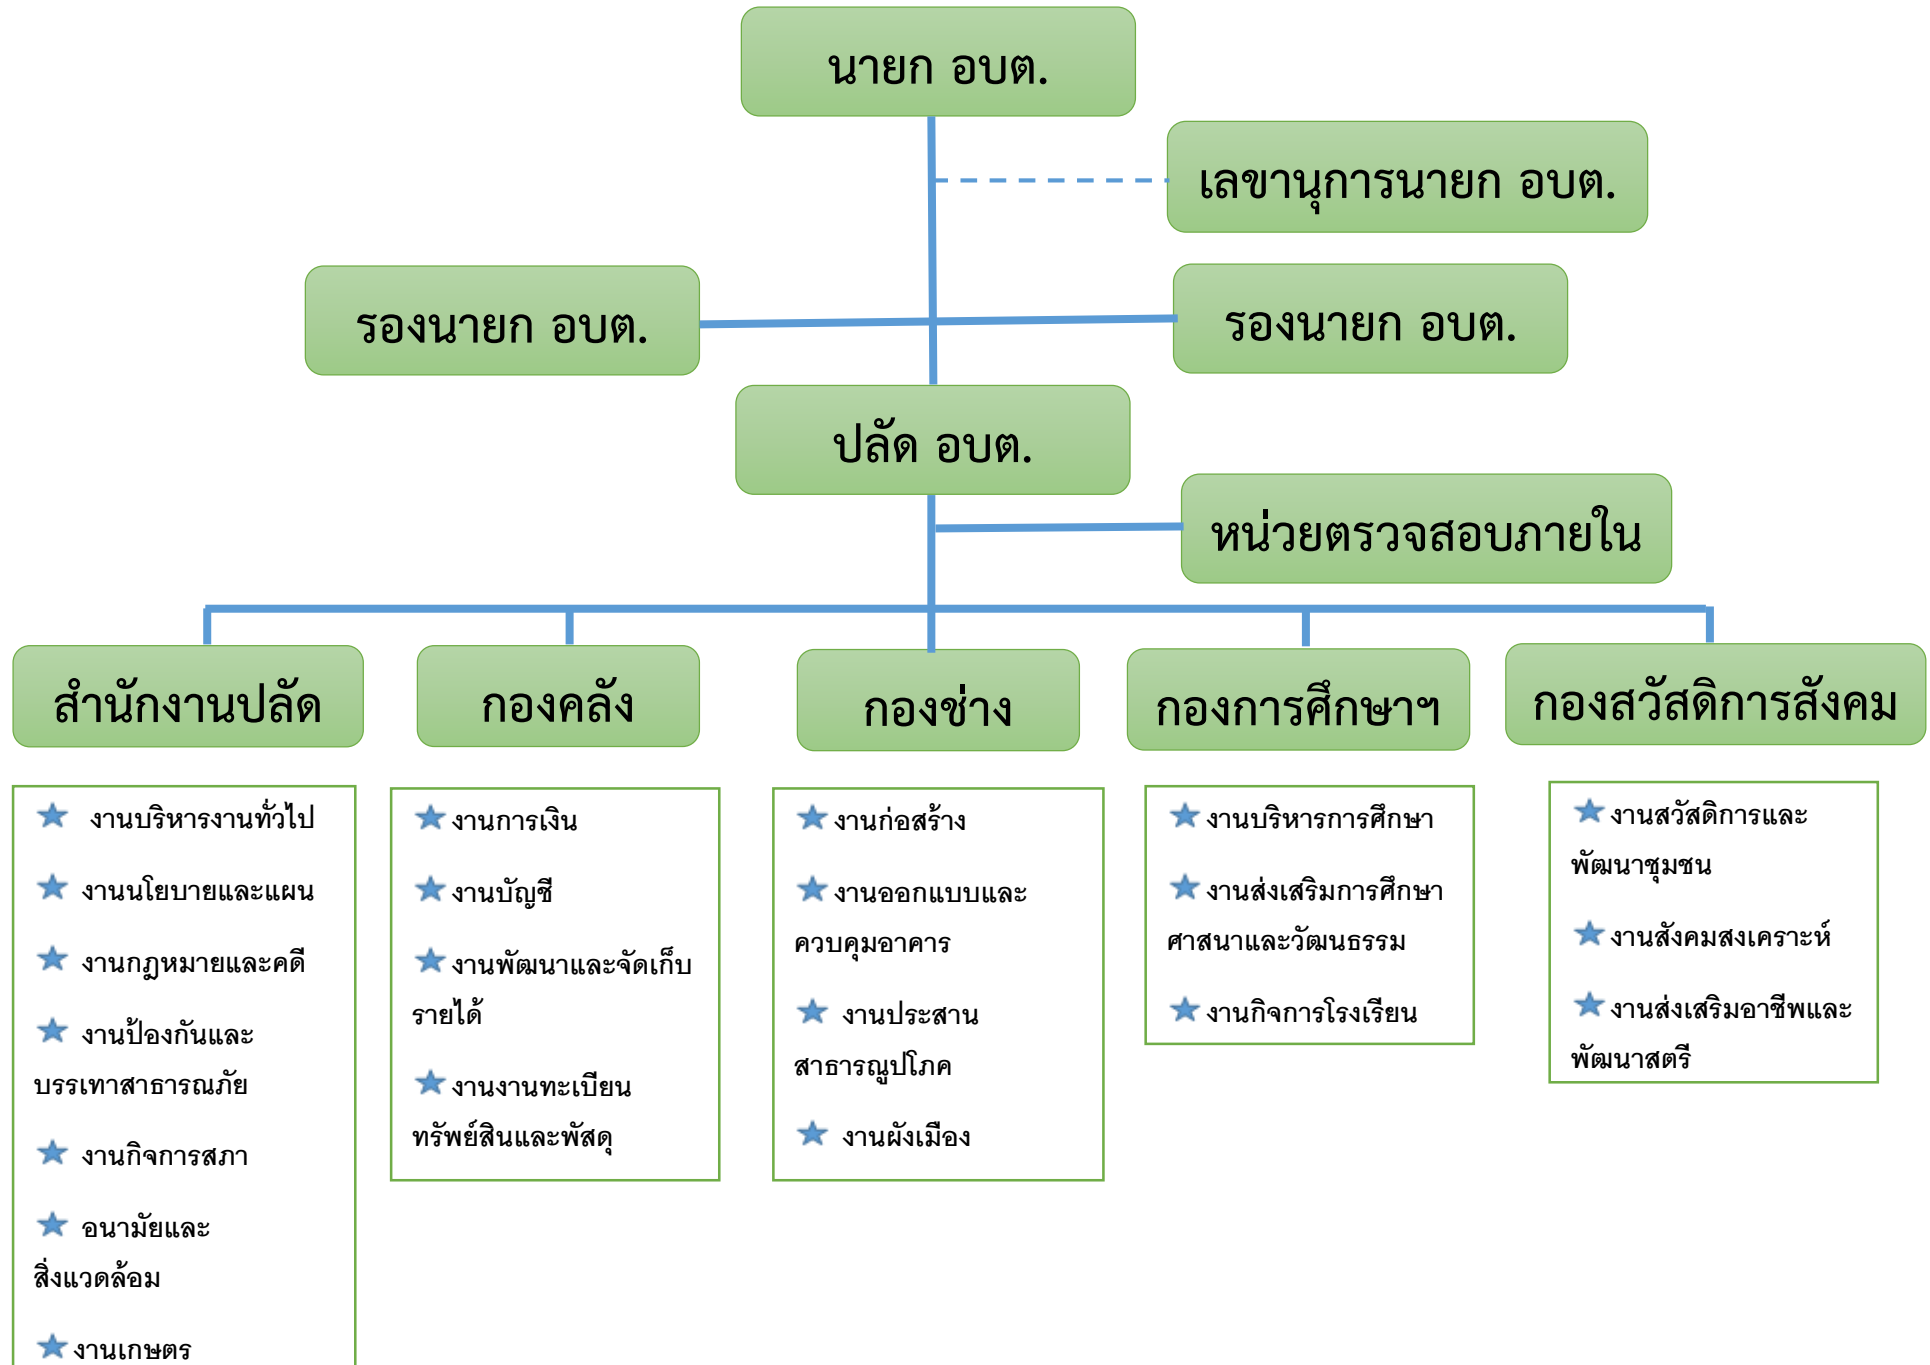 นายก อบต.
เลขานุการนายก อบต.
รองนายก อบต.
รองนายก อบต.
ปลัด อบต.
หน่วยตรวจสอบภายใน
สำนักงานปลัด
กองคลัง
กองช่าง
กองการศึกษาฯ
กองสวัสดิการสังคม
งานบริหารงานทั่วไป
งานนโยบายและแผน
งานกฎหมายและคดี
งานป้องกันและ
บรรเทาสาธารณภัย
งานกิจการสภา
อนามัยและ
สิ่งแวดล้อม
งานเกษตร
งานการเงิน
งานบัญชี
งานพัฒนาและจัดเก็บ
รายได้
งานงานทะเบียน
ทรัพย์สินและพัสดุ
งานก่อสร้าง
งานออกแบบและ
ควบคุมอาคาร
งานประสาน
สาธารณูปโภค
งานผังเมือง
งานบริหารการศึกษา
งานส่งเสริมการศึกษา
ศาสนาและวัฒนธรรม
งานกิจการโรงเรียน
งานสวัสดิการและ
พัฒนาชุมชน
งานสังคมสงเคราะห์
งานส่งเสริมอาชีพและ
พัฒนาสตรี